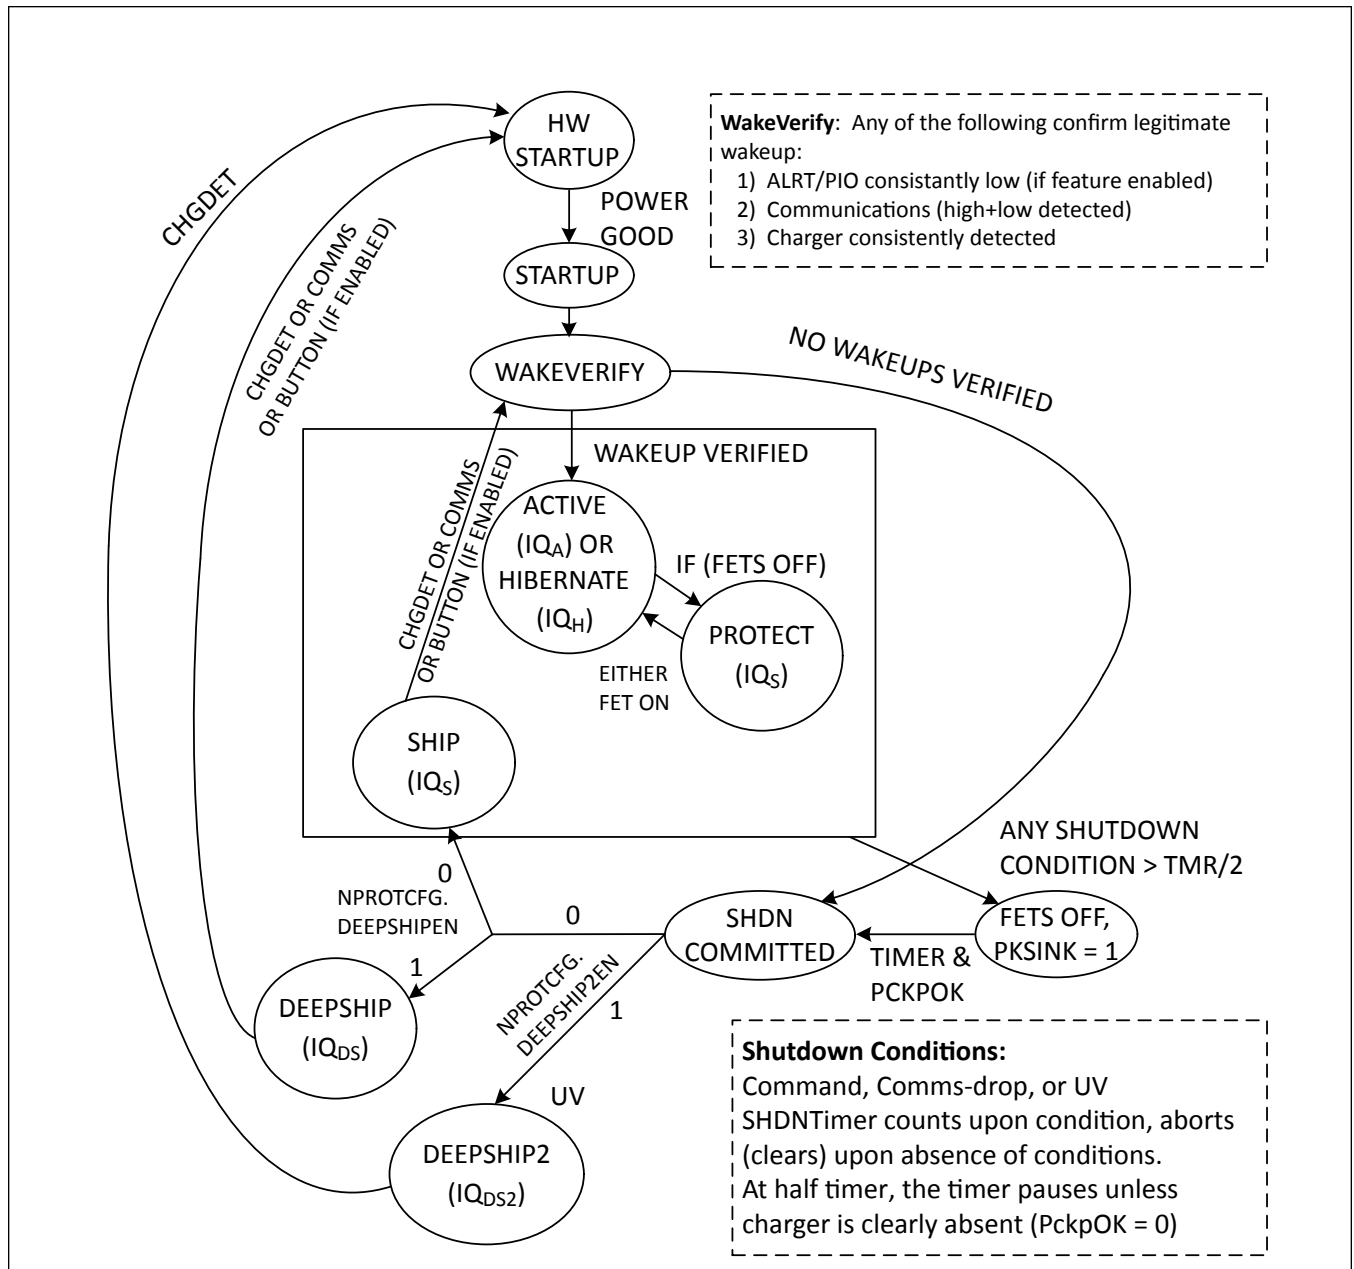 HW
STARTUP
WakeVerify: Any of the following confirm legitimate
wakeup:
1) ALRT/PIO consistantly low (if feature enabled)
2) Communications (high+low detected)
3) Charger consistently detected
CHGDET
CHGDET OR COMMS
OR BUTTON (IF ENABLED)
POWER
GOOD
STARTUP
WAKEVERIFY
NO WAKEUPS VERIFIED
WAKEUP VERIFIED
CHGDET OR COMMS
OR BUTTON (IF ENABLED)
ACTIVE
(IQA) OR
HIBERNATE
(IQH)
IF (FETS OFF)
PROTECT
(IQS)
EITHER
FET ON
SHIP
(IQS)
ANY SHUTDOWN
CONDITION > TMR/2
0
NPROTCFG.
DEEPSHIPEN
1
0
SHDN
COMMITTED
FETS OFF,
PKSINK = 1
TIMER &
PCKPOK
NPROTCFG.
DEEPSHIP2EN
1
DEEPSHIP
(IQDS)
UV
DEEPSHIP2
(IQDS2)
Shutdown Conditions:
Command, Comms-drop, or UV
SHDNTimer counts upon condition, aborts
(clears) upon absence of conditions.
At half timer, the timer pauses unless
charger is clearly absent (PckpOK = 0)